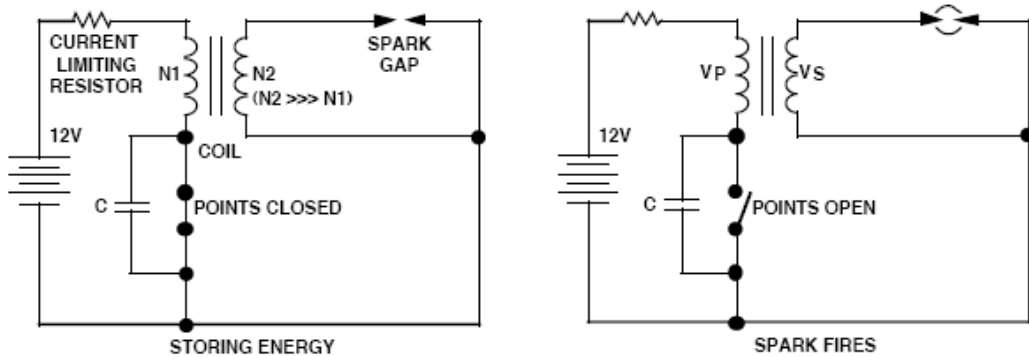 CURRENT
LIMITING
RESISTOR
N1
N2
(N2 >>> N1)
SPARK
GAP
12V
COIL
C
POINTS CLOSED
STORING ENERGY
VP
VS
12V
C
POINTS OPEN
SPARK FIRES